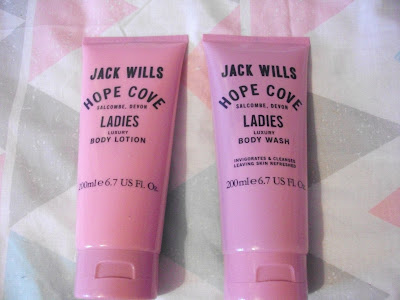 JACK WILLS
HOPE COVE
SALCOMBE, DEVON
LADIES
LUXURY
BODY LOTION
200ml e 6.7 US Fl. Oz.
JACK WILLS
HOPE COVE
SALCOMBE, DEVON
LADIES
LUXURY
BODY WASH
INVIGORATES & CLEANSES
LEAVING SKIN REFRESHED
200ml e 6.7 US Fl. Oz.